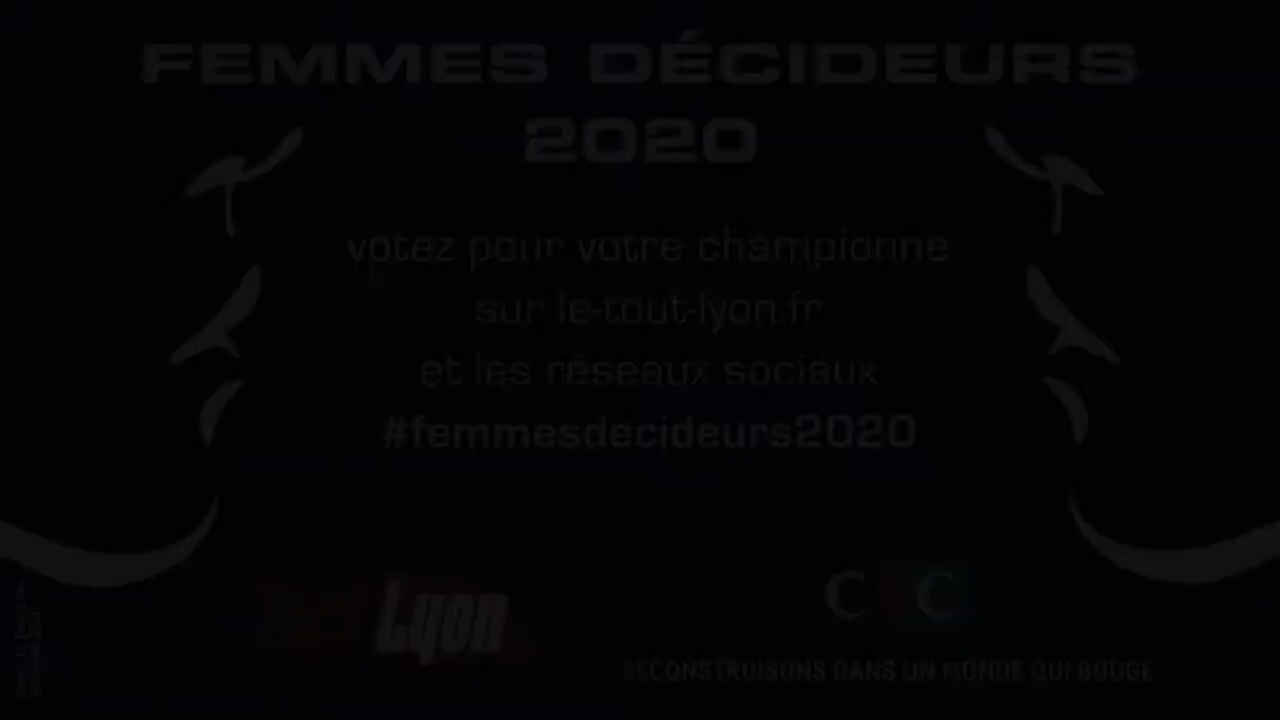 FEMMES DÉCIDEURS
2020
votez pour votre championne
sur le-tout-lyon.fr
et les réseaux sociaux
#femmesdecideurs2020
Lyon
CIC
RECONSTRUISONS DANS UN MONDE QUI BOUGE